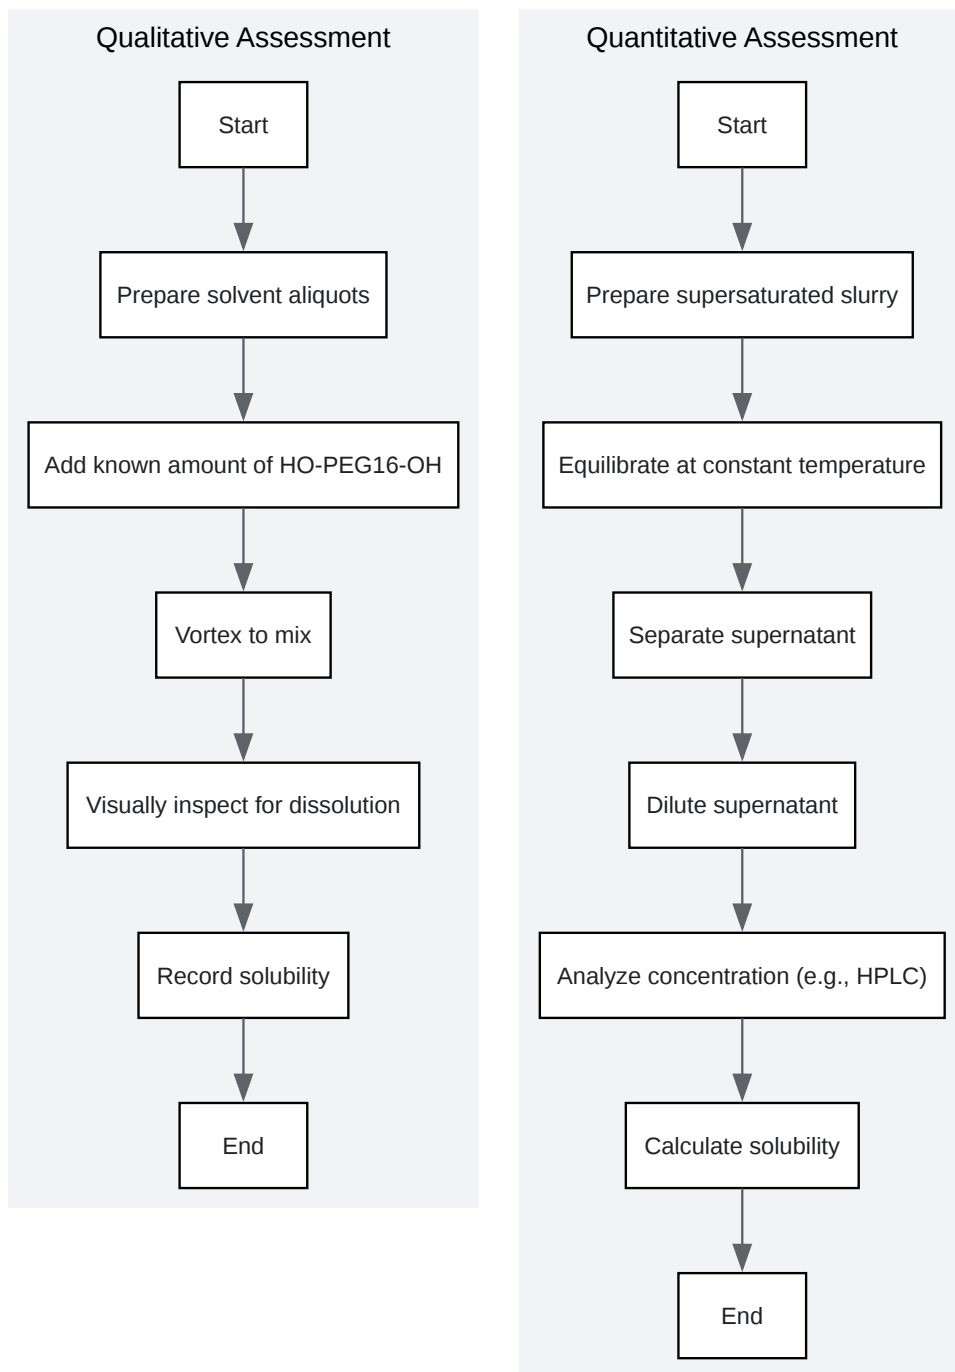 Qualitative Assessment
Start
Prepare solvent aliquots
Add known amount of HO-PEG16-OH
Vortex to mix
Visually inspect for dissolution
Record solubility
End
Quantitative Assessment
Start
Prepare supersaturated slurry
Equilibrate at constant temperature
Separate supernatant
Dilute supernatant
Analyze concentration (e.g., HPLC)
Calculate solubility
End